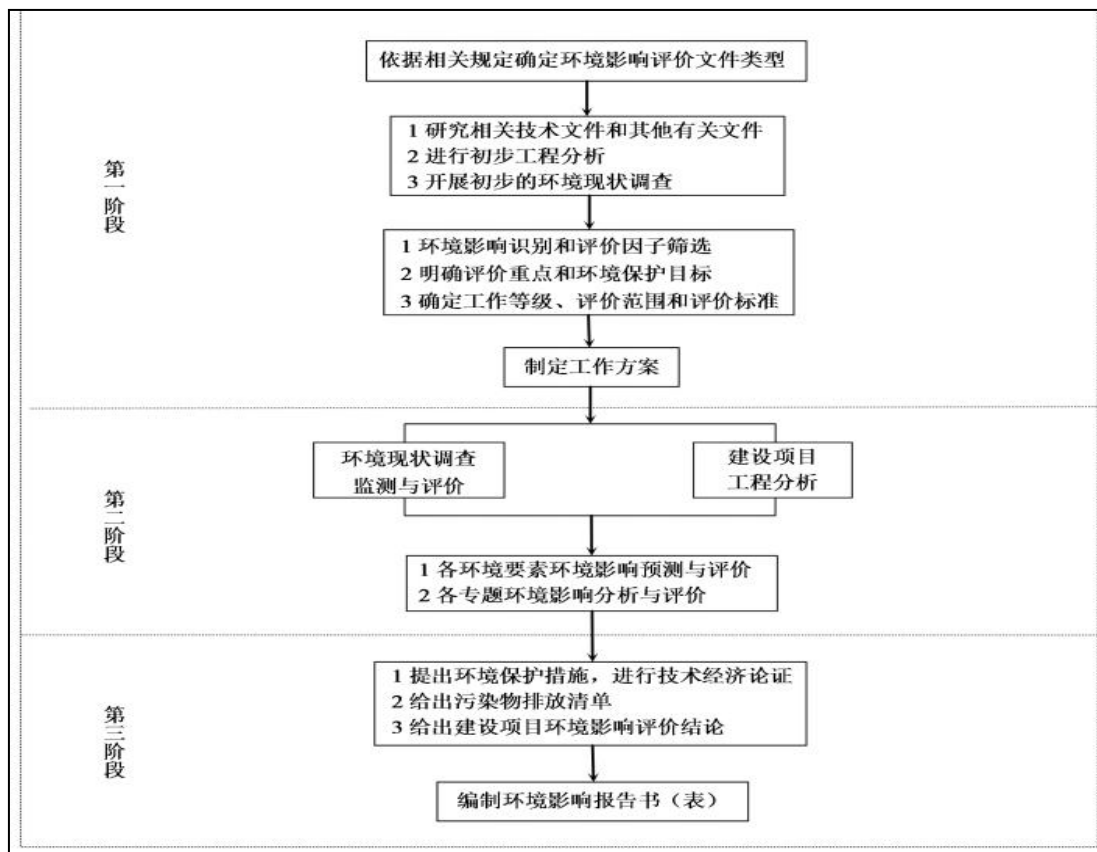 依据相关规定确定环境影响评价文件类型
1 研究相关技术文件和其他有关文件
2 进行初步工程分析
3 开展初步的环境现状调查
第一阶段
1 环境影响识别和评价因子筛选
2 明确评价重点和环境保护目标
3 确定工作等级、评价范围和评价标准
制定工作方案
环境现状调查
监测与评价
建设项目
工程分析
第二阶段
1 各环境要素环境影响预测与评价
2 各专题环境影响分析与评价
1 提出环境保护措施，进行技术经济论证
2 给出污染物排放清单
3 给出建设项目环境影响评价结论
第三阶段
编制环境影响报告书（表）